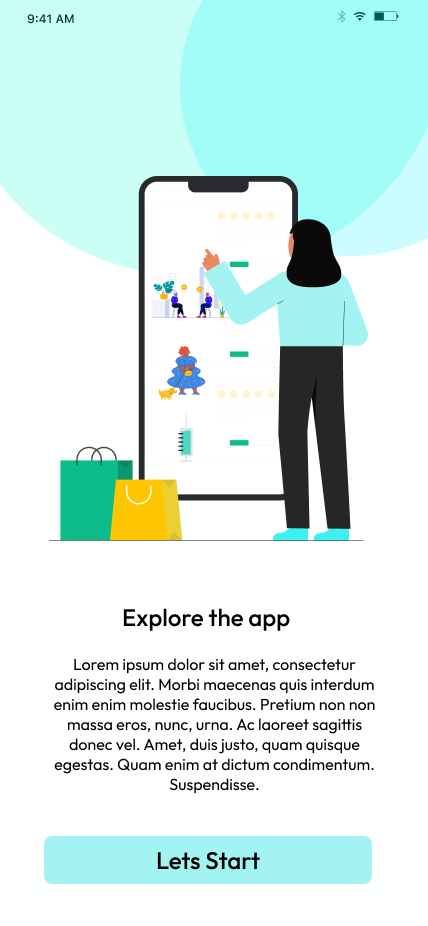 9:41 AM
Explore the app
Lorem ipsum dolor sit amet, consectetur
adipiscing elit. Morbi maecenas quis interdum
enim enim molestie faucibus. Pretium non non
massa eros, nunc, urna. Ac laoreet sagittis
donec vel. Amet, duis justo, quam quisque
egestas. Quam enim at dictum condimentum.
Suspendisse.
Lets Start